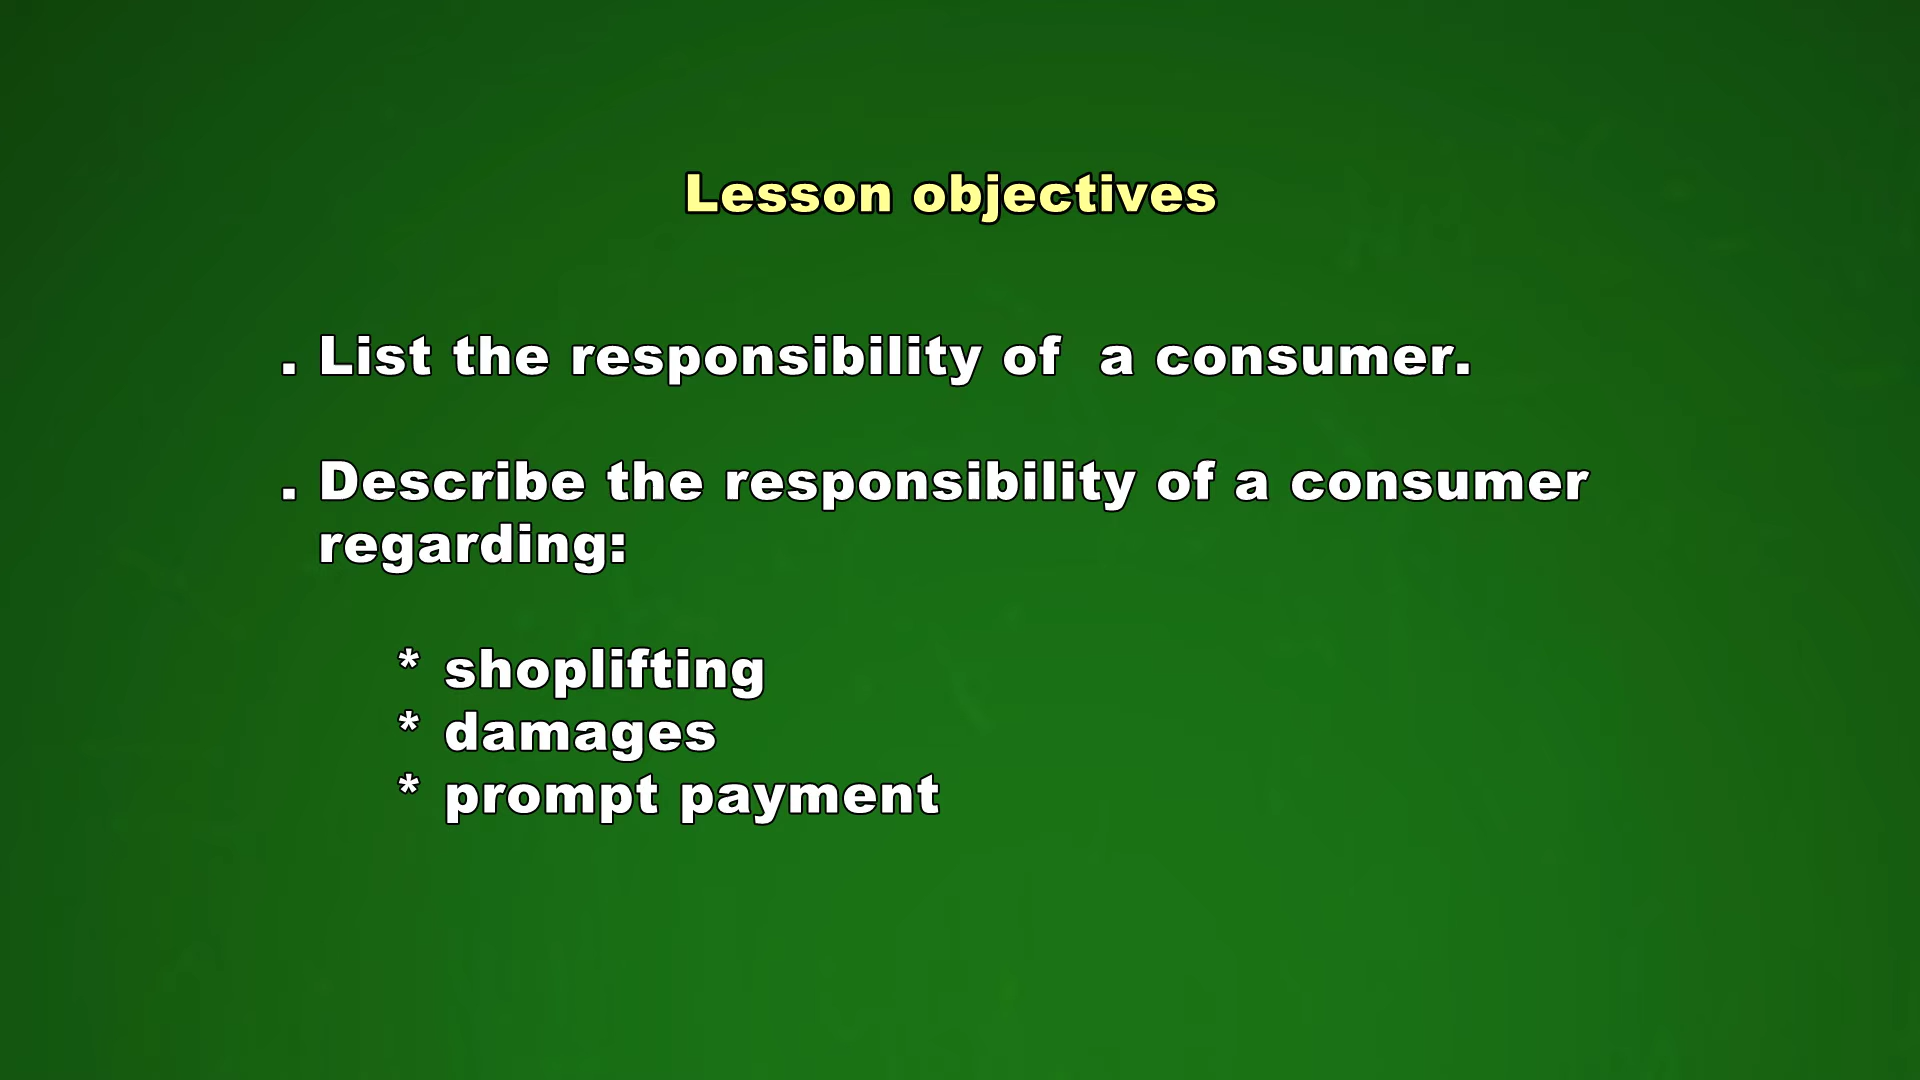 Lesson objectives
. List the responsibility of  a consumer.
. Describe the responsibility of a consumer
regarding:
* shoplifting
* damages
* prompt payment